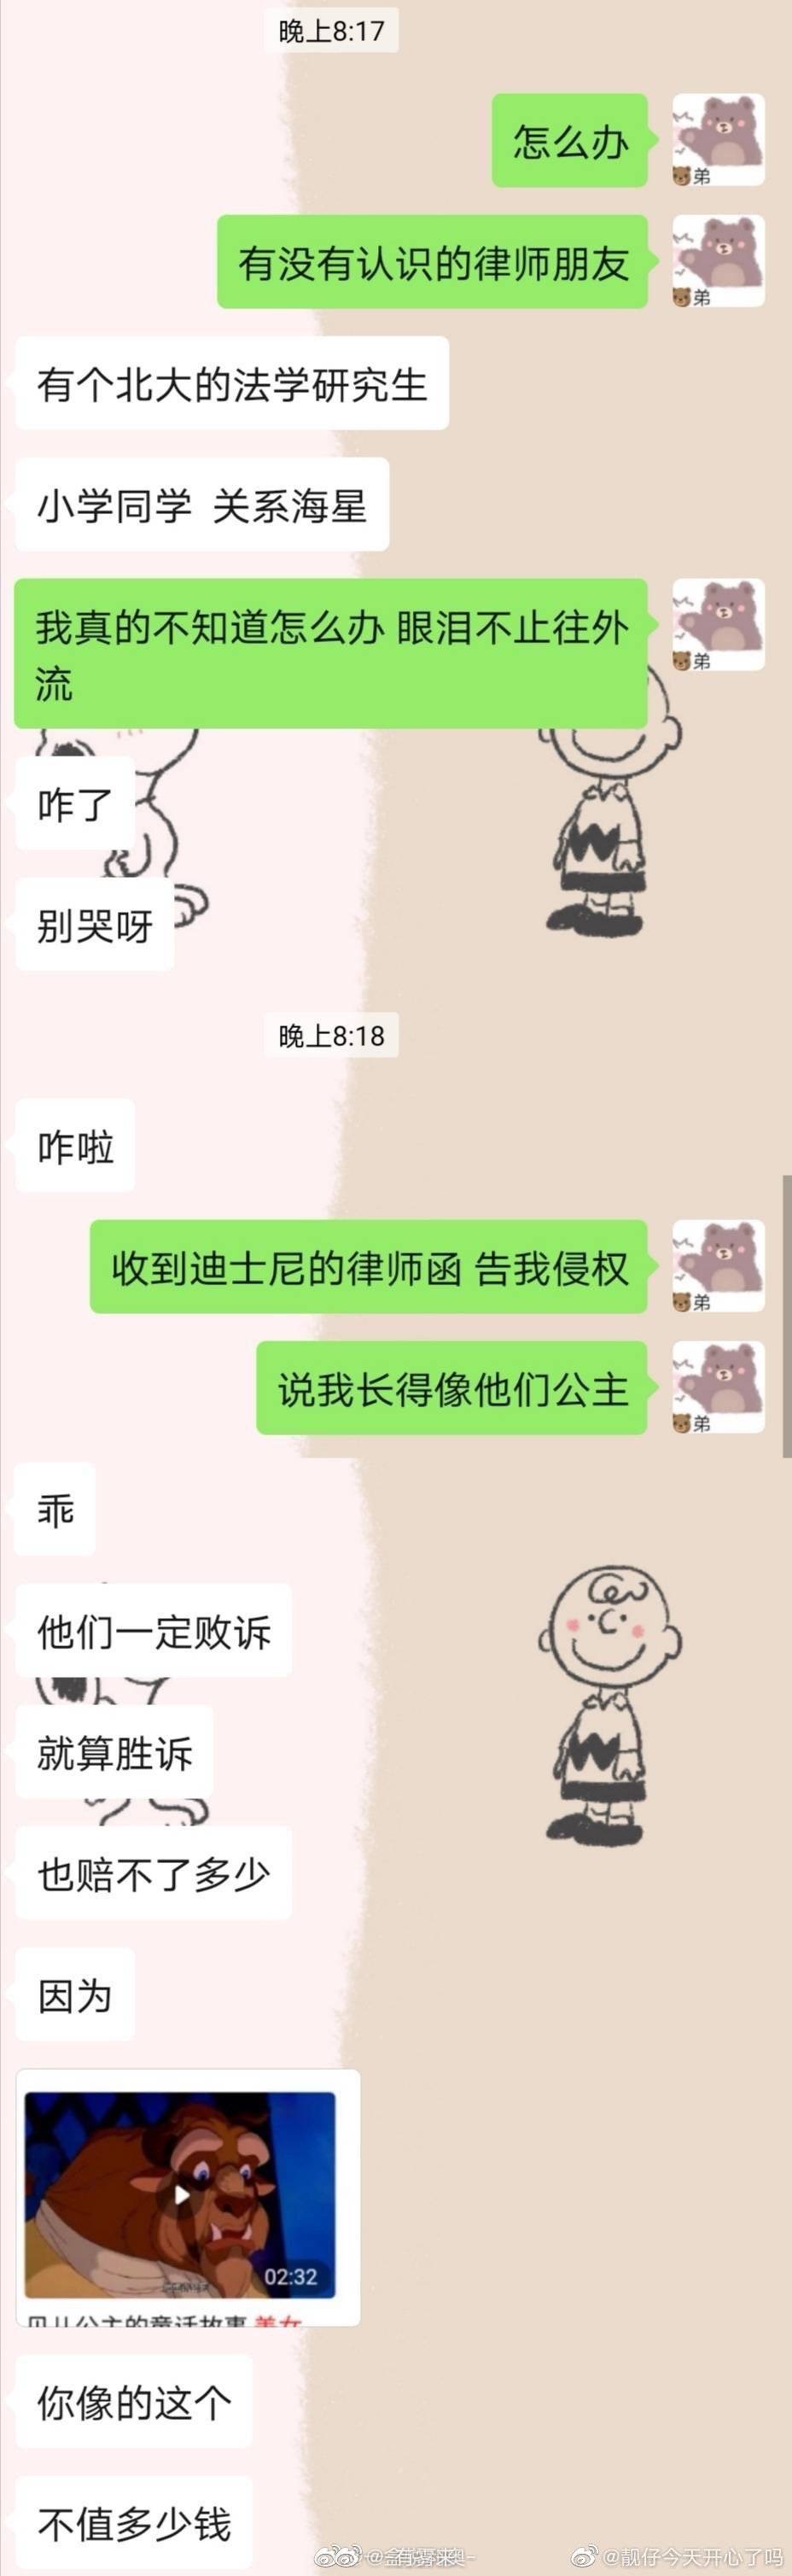 晚上8:17
怎么办
弟
有没有认识的律师朋友
弟
有个北大的法学研究生
小学同学 关系海星
我真的不知道怎么办 眼泪不止往外
流
弟
咋了
别哭呀
晚上8:18
咋啦
收到迪士尼的律师函 告我侵权
弟
说我长得像他们公主
弟
乖
他们一定败诉
就算胜诉
也赔不了多少
因为
02:32
贝儿公主的童话故事 美女
你像的这个
不值多少钱
@靓仔今天开心了吗